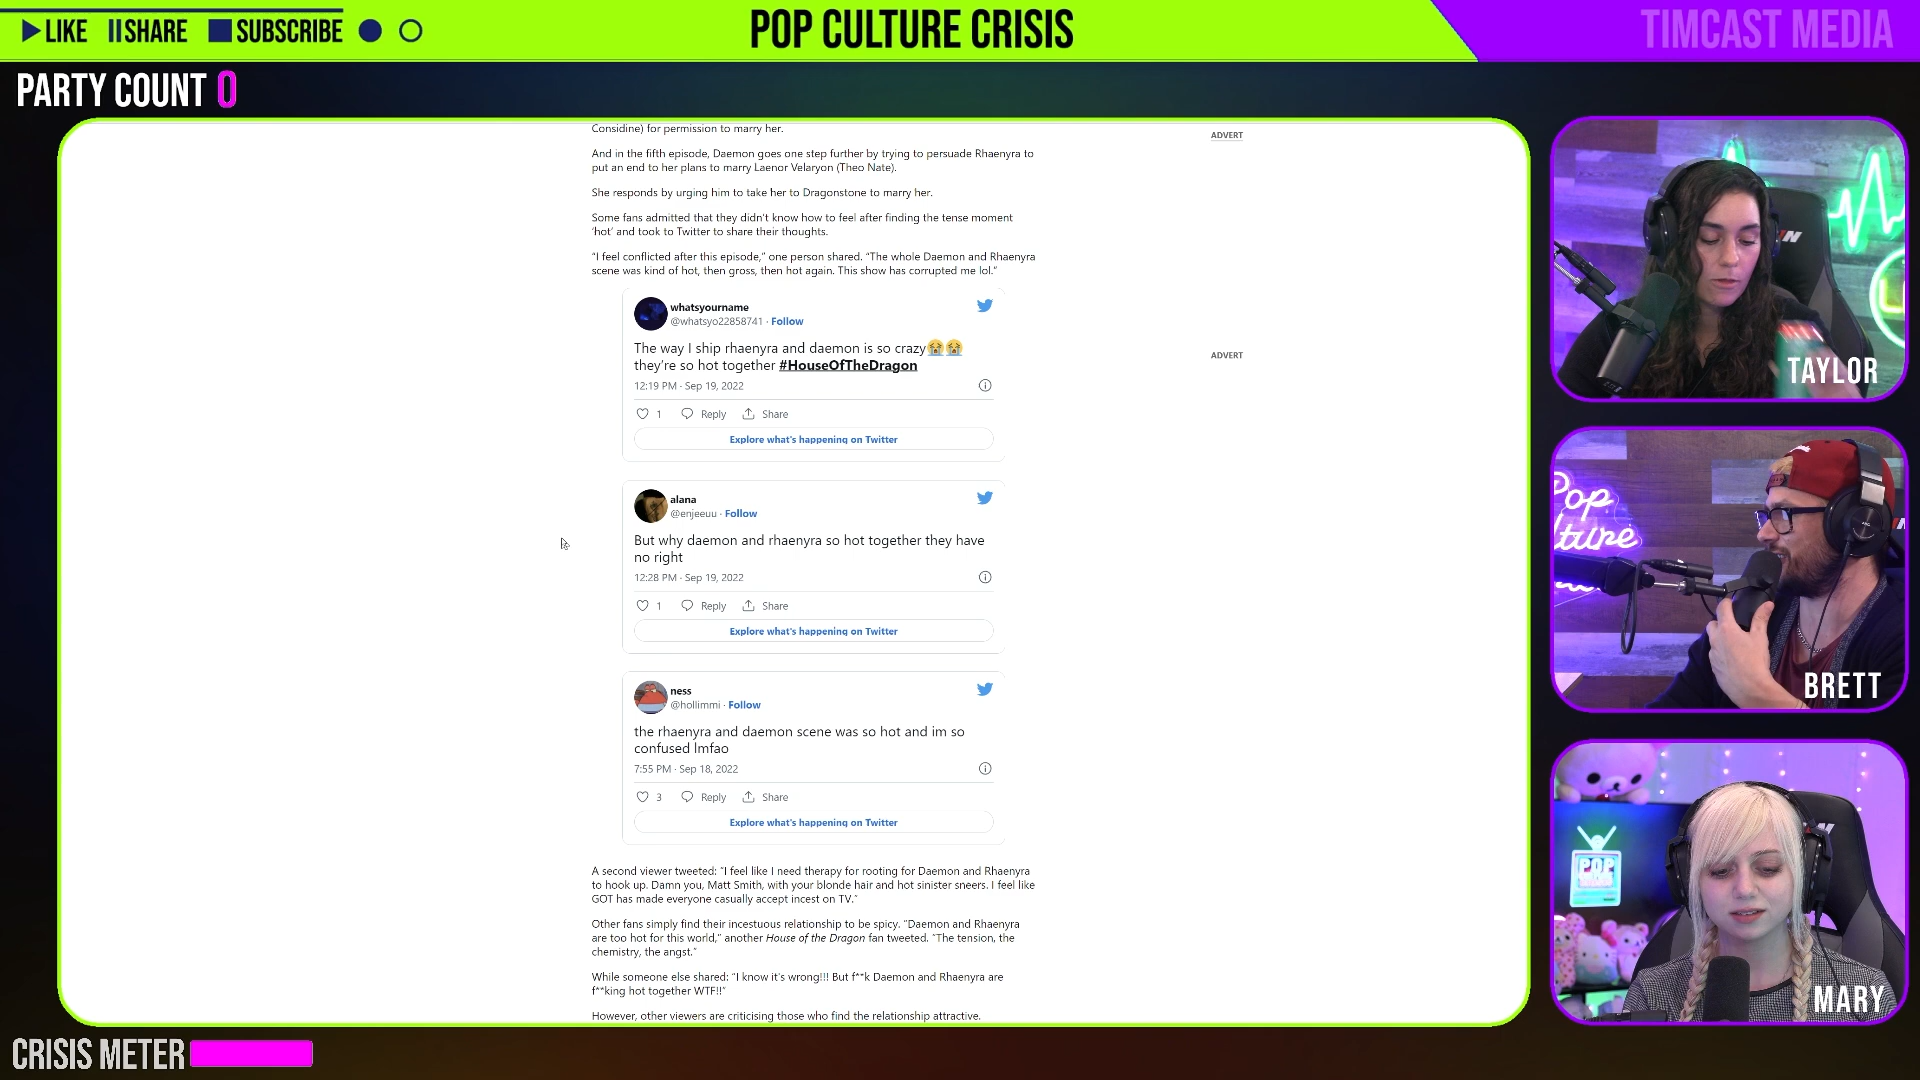 LIKE SHARE SUBSCRIBE
POP CULTURE CRISIS
TIMCAST MEDIA
PARTY COUNT 0
Considine) for permission to marry her.
ADVERT
And in the fifth episode, Daemon goes one step further by trying to persuade Rhaenyra to
put an end to her plans to marry Laenor Velaryon (Theo Nate).
She responds by urging him to take her to Dragonstone to marry her.
Some fans admitted that they didn't know how to feel after finding the tense moment
'hot' and took to Twitter to share their thoughts.
"I feel conflicted after this episode," one person shared. "The whole Daemon and Rhaenyra
scene was kind of hot, then gross, then hot again. This show has corrupted me lol."
whatsyourname
@whatsyo22858741 · Follow
The way I ship rhaenyra and daemon is so crazy😭😭
they're so hot together #HouseOfTheDragon
12:19 PM · Sep 19, 2022
1 Reply Share
Explore what's happening on Twitter
ADVERT
alana
@enjeeuu · Follow
But why daemon and rhaenyra so hot together they have
no right
12:28 PM · Sep 19, 2022
1 Reply Share
Explore what's happening on Twitter
ness
@hollimmi · Follow
the rhaenyra and daemon scene was so hot and im so
confused lmfao
7:55 PM · Sep 18, 2022
3 Reply Share
Explore what's happening on Twitter
A second viewer tweeted: "I feel like I need therapy for rooting for Daemon and Rhaenyra
to hook up. Damn you, Matt Smith, with your blonde hair and hot sinister sneers. I feel like
GOT has made everyone casually accept incest on TV."
Other fans simply find their incestuous relationship to be spicy. "Daemon and Rhaenyra
are too hot for this world," another House of the Dragon fan tweeted. "The tension, the
chemistry, the angst."
While someone else shared: "I know it's wrong!!! But f**k Daemon and Rhaenyra are
f**king hot together WTF!!"
However, other viewers are criticising those who find the relationship attractive.
TAYLOR
Pop
BRETT
POP
MARY
CRISIS METER